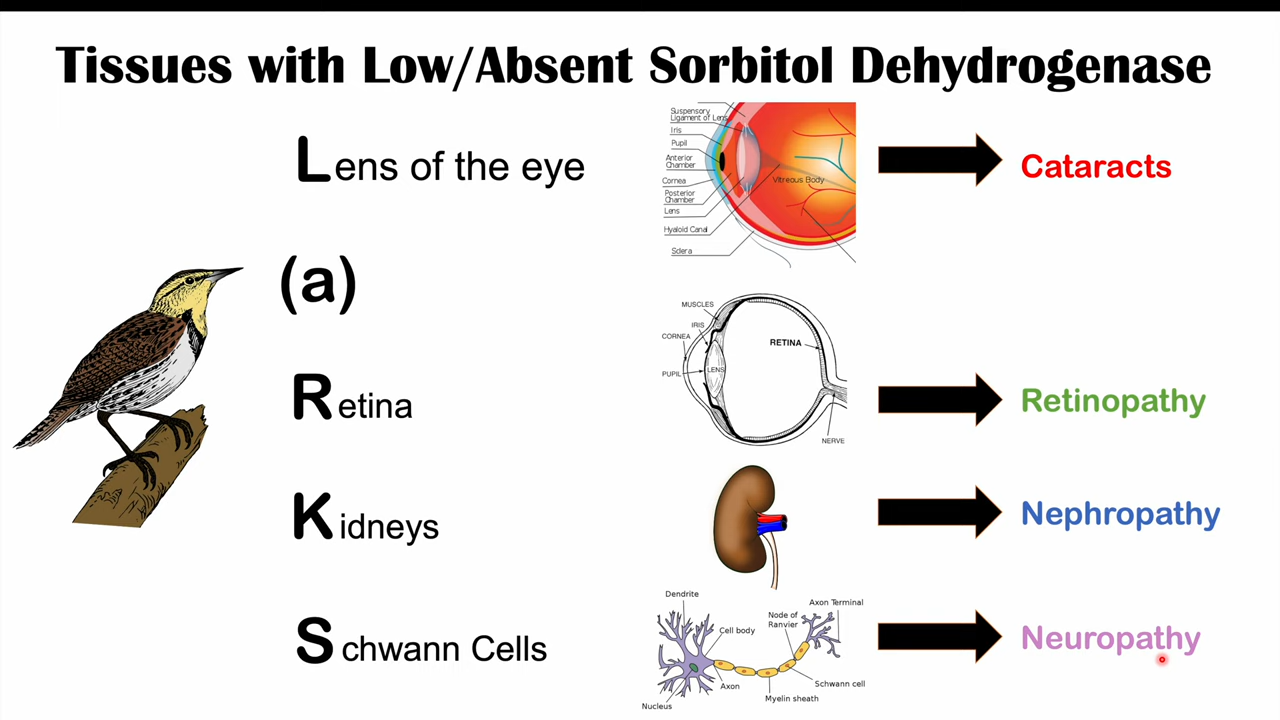 Tissues with Low/Absent Sorbitol Dehydrogenase
Lens of the eye
Suspensory
Ligament of Lens
Iris
Pupil
Anterior
Chamber
Cornea
Posterior
Chamber
Lens
Hyaloid Canal
Sclera
Vitreous Body
Cataracts
(a)
Retina
MUSCLES
IRIS
CORNEA
PUPIL
LENS
RETINA
NERVE
Retinopathy
Kidneys
Nephropathy
Schwann Cells
Dendrite
Cell body
Axon
Nucleus
Node of
Ranvier
Axon Terminal
Schwann cell
Myelin sheath
Neuropathy